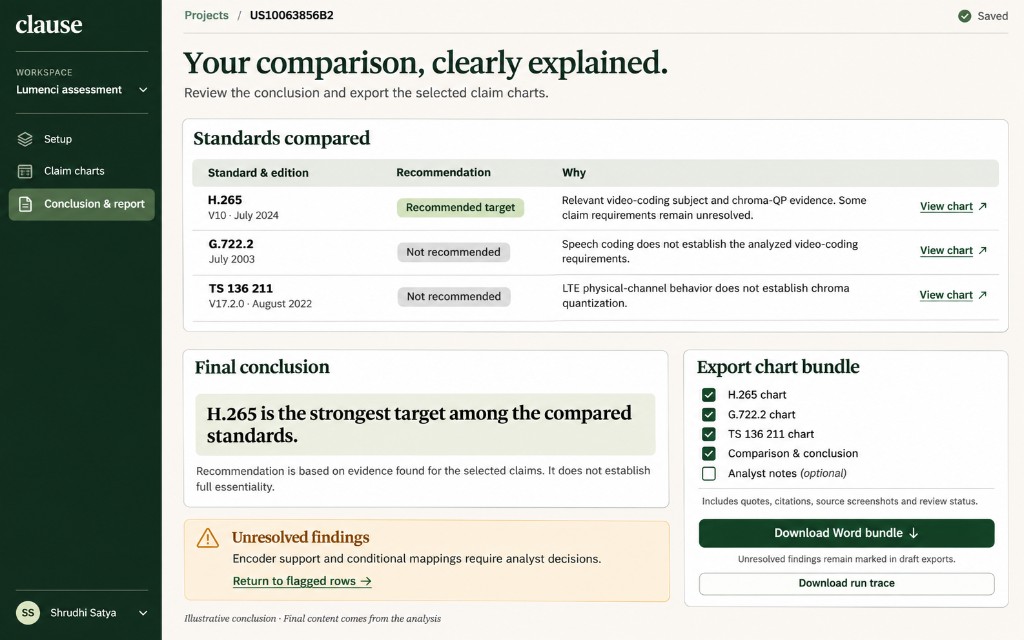 clause
WORKSPACE
Lumenci assessment
Setup
Claim charts
Conclusion & report
SS Shrudhi Satya
Projects / US10063856B2
Saved
Your comparison, clearly explained.
Review the conclusion and export the selected claim charts.
Standards compared
Standard & edition Recommendation Why
H.265
V10 · July 2024
Recommended target
Relevant video-coding subject and chroma-QP evidence. Some
claim requirements remain unresolved.
View chart ↗
G.722.2
July 2003
Not recommended
Speech coding does not establish the analyzed video-coding
requirements.
View chart ↗
TS 136 211
V17.2.0 · August 2022
Not recommended
LTE physical-channel behavior does not establish chroma
quantization.
View chart ↗
Final conclusion
H.265 is the strongest target among the compared
standards.
Recommendation is based on evidence found for the selected claims. It does not establish
full essentiality.
Unresolved findings
Encoder support and conditional mappings require analyst decisions.
Return to flagged rows →
Illustrative conclusion · Final content comes from the analysis
Export chart bundle
H.265 chart
G.722.2 chart
TS 136 211 chart
Comparison & conclusion
Analyst notes (optional)
Includes quotes, citations, source screenshots and review status.
Download Word bundle ↓
Unresolved findings remain marked in draft exports.
Download run trace